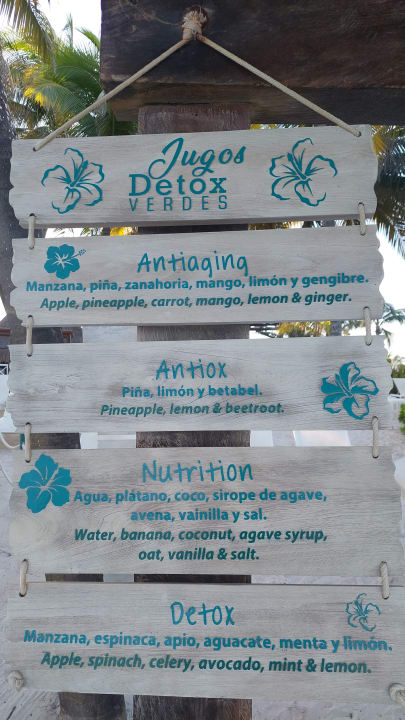 Jugos
Detox
VERDES
Antiaging
Manzana, piña, zanahoria, mango, limón y gengibre.
Apple, pineapple, carrot, mango, lemon & ginger.
Antiox
Piña, limón y betabel.
Pineapple, lemon & beetroot.
Nutrition
Agua, plátano, coco, sirope de agave,
avena, vainilla y sal.
Water, banana, coconut, agave syrup,
oat, vanilla & salt.
Detox
Manzana, espinaca, apio, aguacate, menta y limón.
Apple, spinach, celery, avocado, mint & lemon.